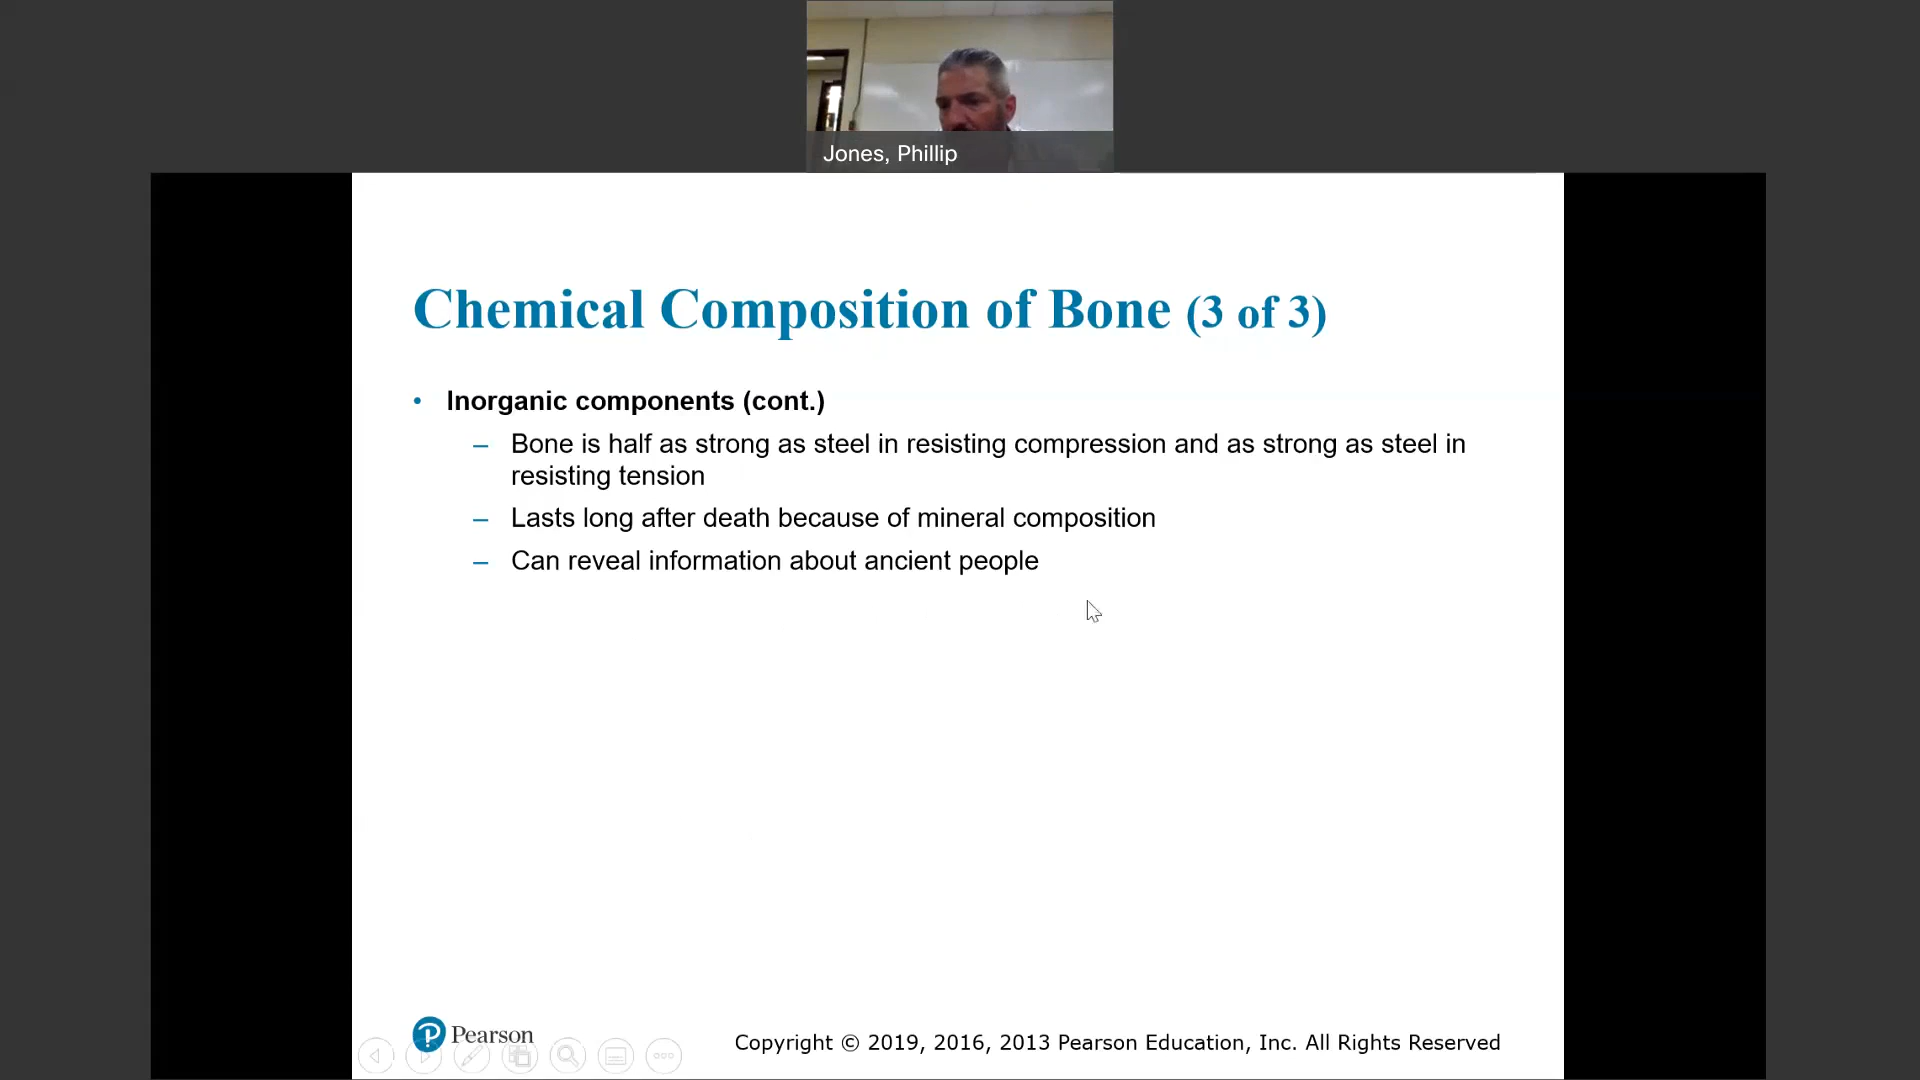 Jones, Phillip
Chemical Composition of Bone (3 of 3)
• Inorganic components (cont.)
– Bone is half as strong as steel in resisting compression and as strong as steel in
resisting tension
– Lasts long after death because of mineral composition
– Can reveal information about ancient people
Pearson
Copyright © 2019, 2016, 2013 Pearson Education, Inc. All Rights Reserved